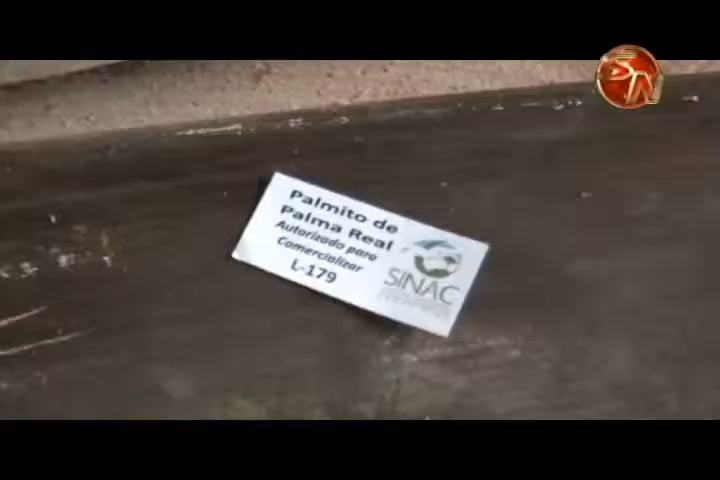 Palmito de
Palma Real
Autorizado para
Comercializar
L-179
SINAC